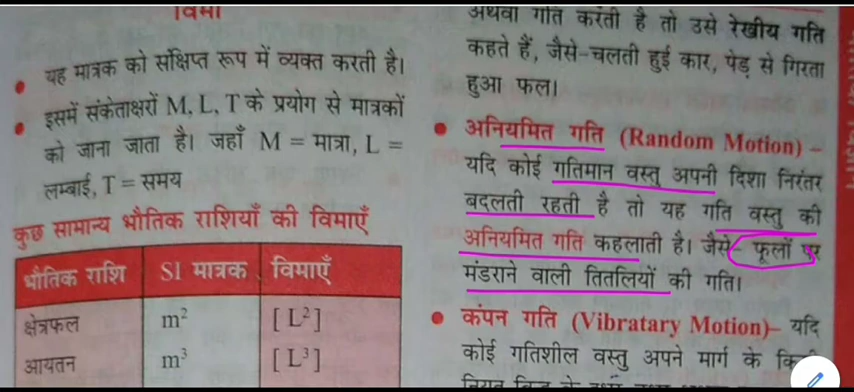 विमा
यह मात्रक को संक्षिप्त रूप में व्यक्त करती है।
इसमें संकेताक्षरों M, L, T के प्रयोग से मात्रकों
को जाना जाता है। जहाँ M = मात्रा, L =
लम्बाई, T = समय
कुछ सामान्य भौतिक राशियाँ की विमाएँ
भौतिक राशि SI मात्रक विमाएँ
क्षेत्रफल m² [L²]
आयतन m³ [L³]
अथवा गति करती है तो उसे रेखीय गति
कहते हैं, जैसे-चलती हुई कार, पेड़ से गिरता
हुआ फल।
अनियमित गति (Random Motion) –
यदि कोई गतिमान वस्तु अपनी दिशा निरंतर
बदलती रहती है तो यह गति वस्तु की
अनियमित गति कहलाती है। जैसे- फूलों पर
मंडराने वाली तितलियों की गति।
कंपन गति (Vibratary Motion)– यदि
कोई गतिशील वस्तु अपने मार्ग के